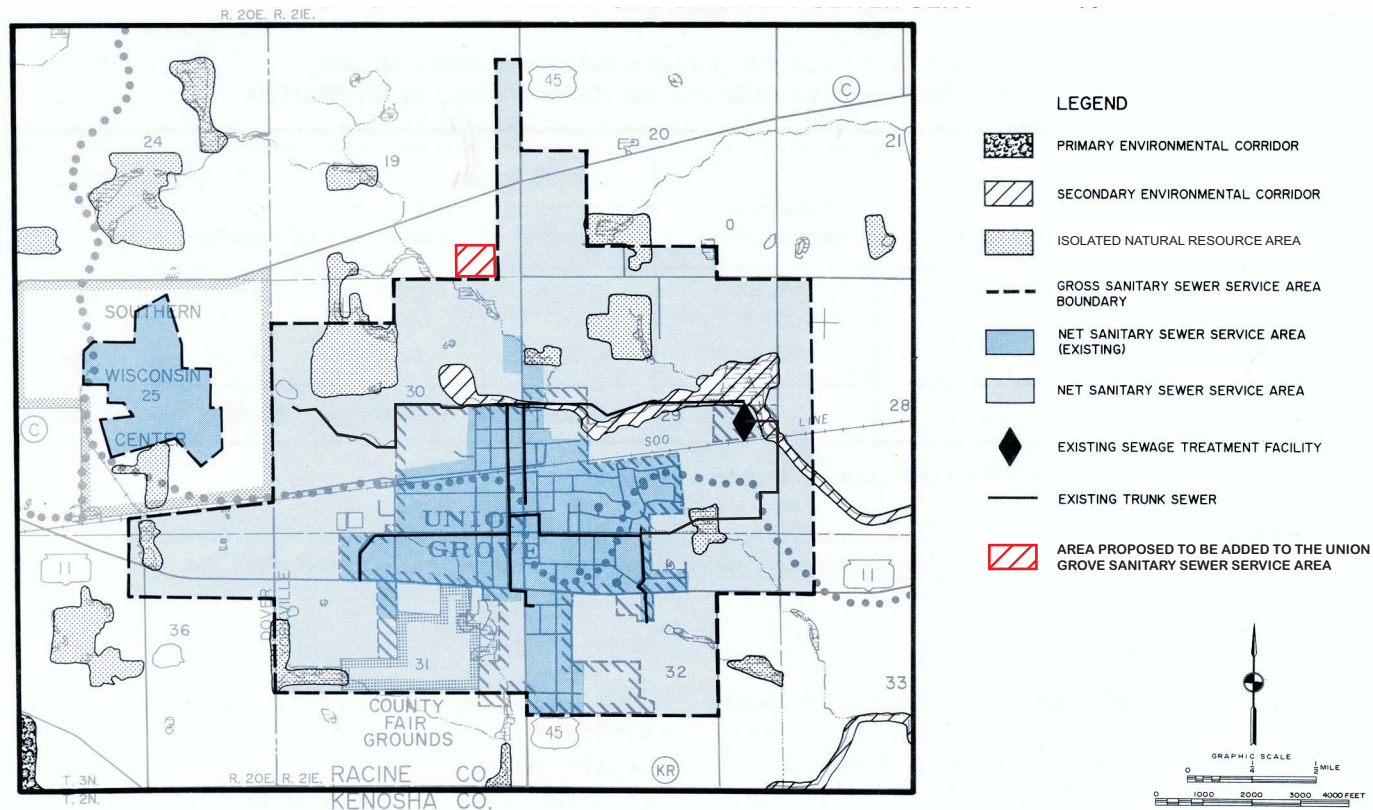 R. 20E. R. 21E.
45
C
24
20
21
19
SOUTHERN
WISCONSIN
25
CENTER
30
29
28
C
SOO
LINE
UNION
GROVE
11
11
DOVER
36
31
32
33
COUNTY
FAIR
GROUNDS
45
KR
R. 20E. R. 21E.
RACINE CO.
T. 3N.
T. 2N.
KENOSHA CO.
LEGEND
PRIMARY ENVIRONMENTAL CORRIDOR
SECONDARY ENVIRONMENTAL CORRIDOR
ISOLATED NATURAL RESOURCE AREA
GROSS SANITARY SEWER SERVICE AREA
BOUNDARY
NET SANITARY SEWER SERVICE AREA
(EXISTING)
NET SANITARY SEWER SERVICE AREA
EXISTING SEWAGE TREATMENT FACILITY
EXISTING TRUNK SEWER
AREA PROPOSED TO BE ADDED TO THE UNION
GROVE SANITARY SEWER SERVICE AREA
GRAPHIC SCALE
0 1/4 1/2 MILE
0 1000 2000 3000 4000 FEET